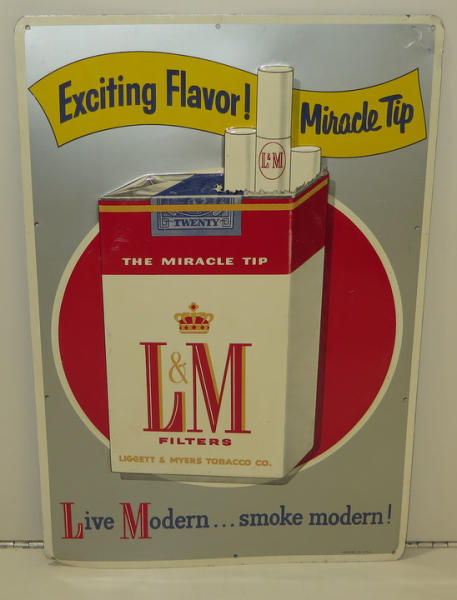 Exciting Flavor!
Miracle Tip
L&M
TWENTY
THE MIRACLE TIP
L&M
FILTERS
LIGGETT & MYERS TOBACCO CO.
Live Modern... smoke modern!